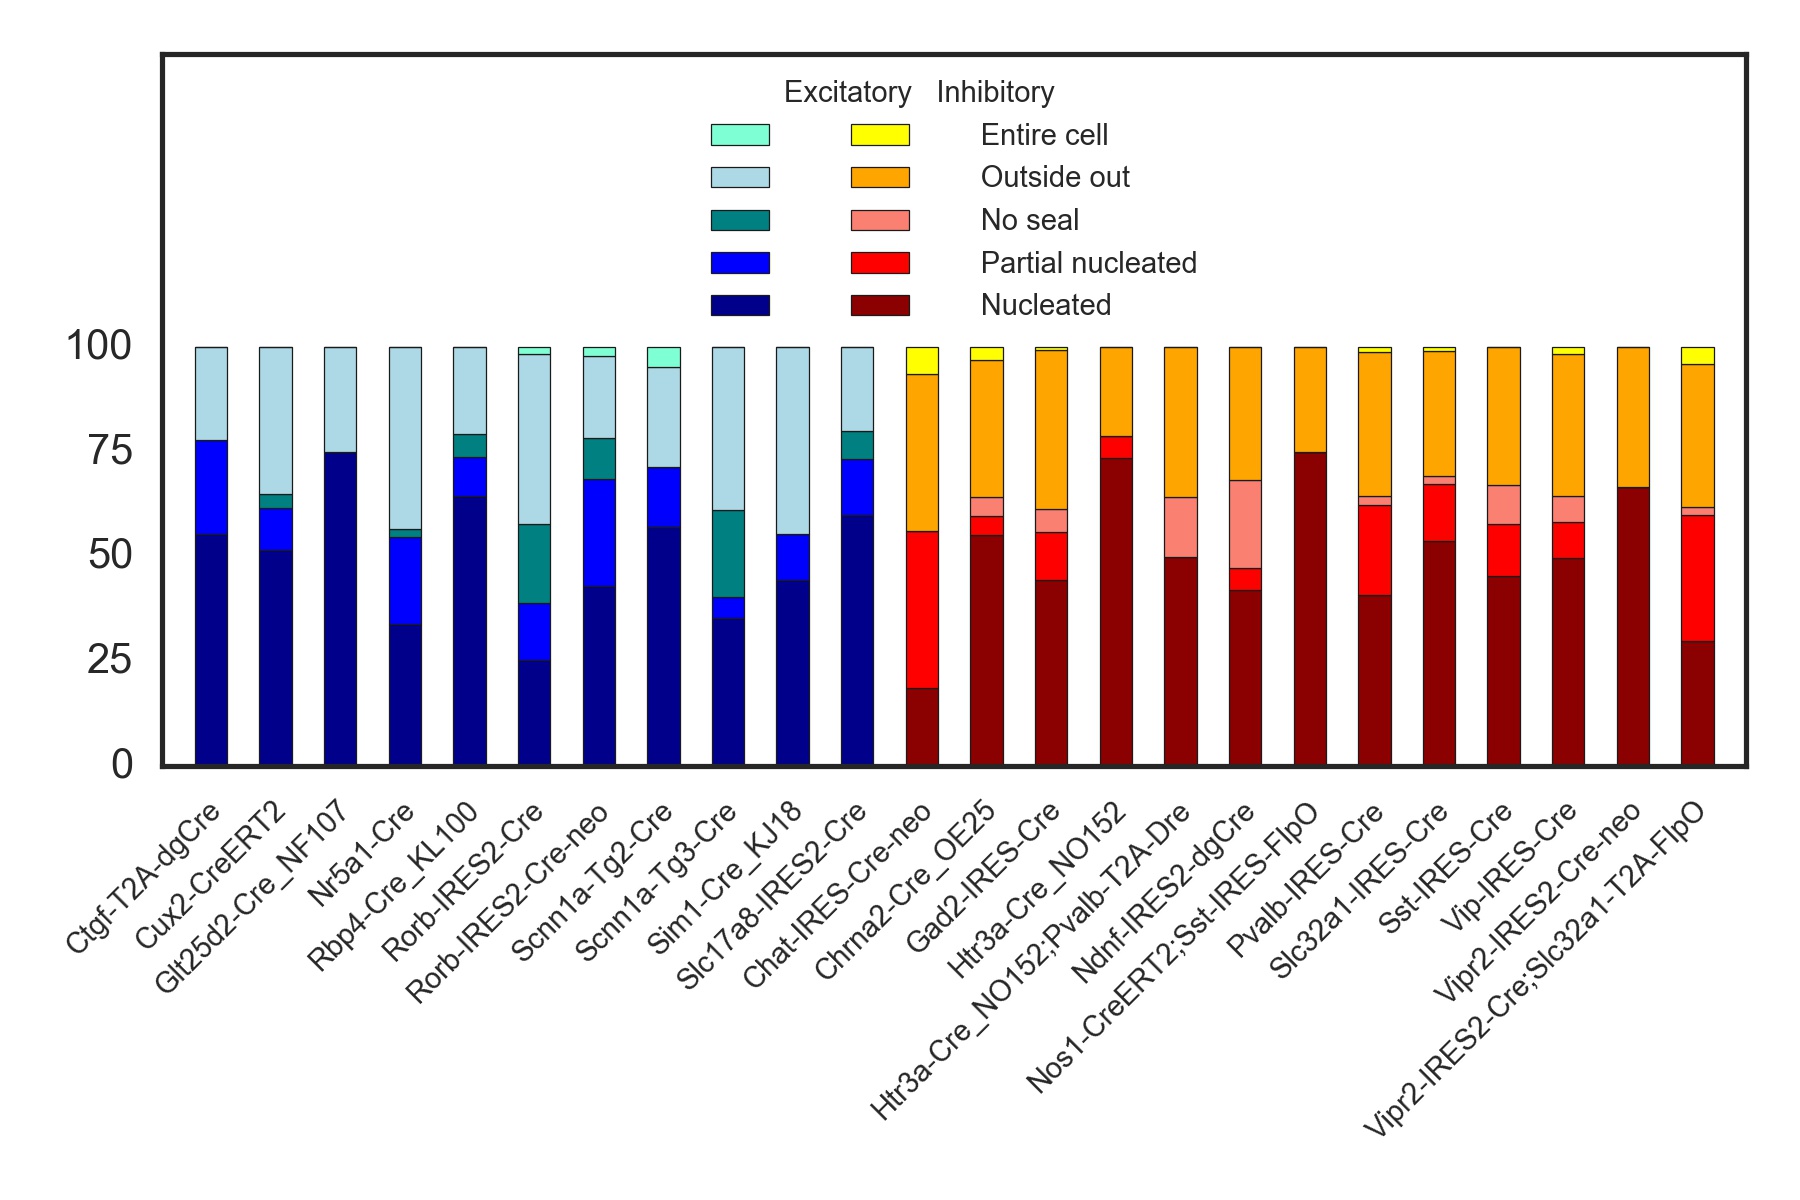 Excitatory Inhibitory
Entire cell
Outside out
No seal
Partial nucleated
Nucleated
100
75
50
25
0
Ctgf-T2A-dgCre
Cux2-CreERT2
Glt25d2-Cre_NF107
Nr5a1-Cre
Rbp4-Cre_KL100
Rorb-IRES2-Cre
Rorb-IRES2-Cre-neo
Scnn1a-Tg2-Cre
Scnn1a-Tg3-Cre
Sim1-Cre_KJ18
Slc17a8-IRES2-Cre
Chat-IRES-Cre-neo
Chrna2-Cre_OE25
Gad2-IRES-Cre
Htr3a-Cre_NO152
Htr3a-Cre_NO152;Pvalb-T2A-Dre
Ndnf-IRES2-dgCre
Nos1-CreERT2;Sst-IRES-FlpO
Pvalb-IRES-Cre
Slc32a1-IRES-Cre
Sst-IRES-Cre
Vip-IRES-Cre
Vipr2-IRES2-Cre-neo
Vipr2-IRES2-Cre;Slc32a1-T2A-FlpO